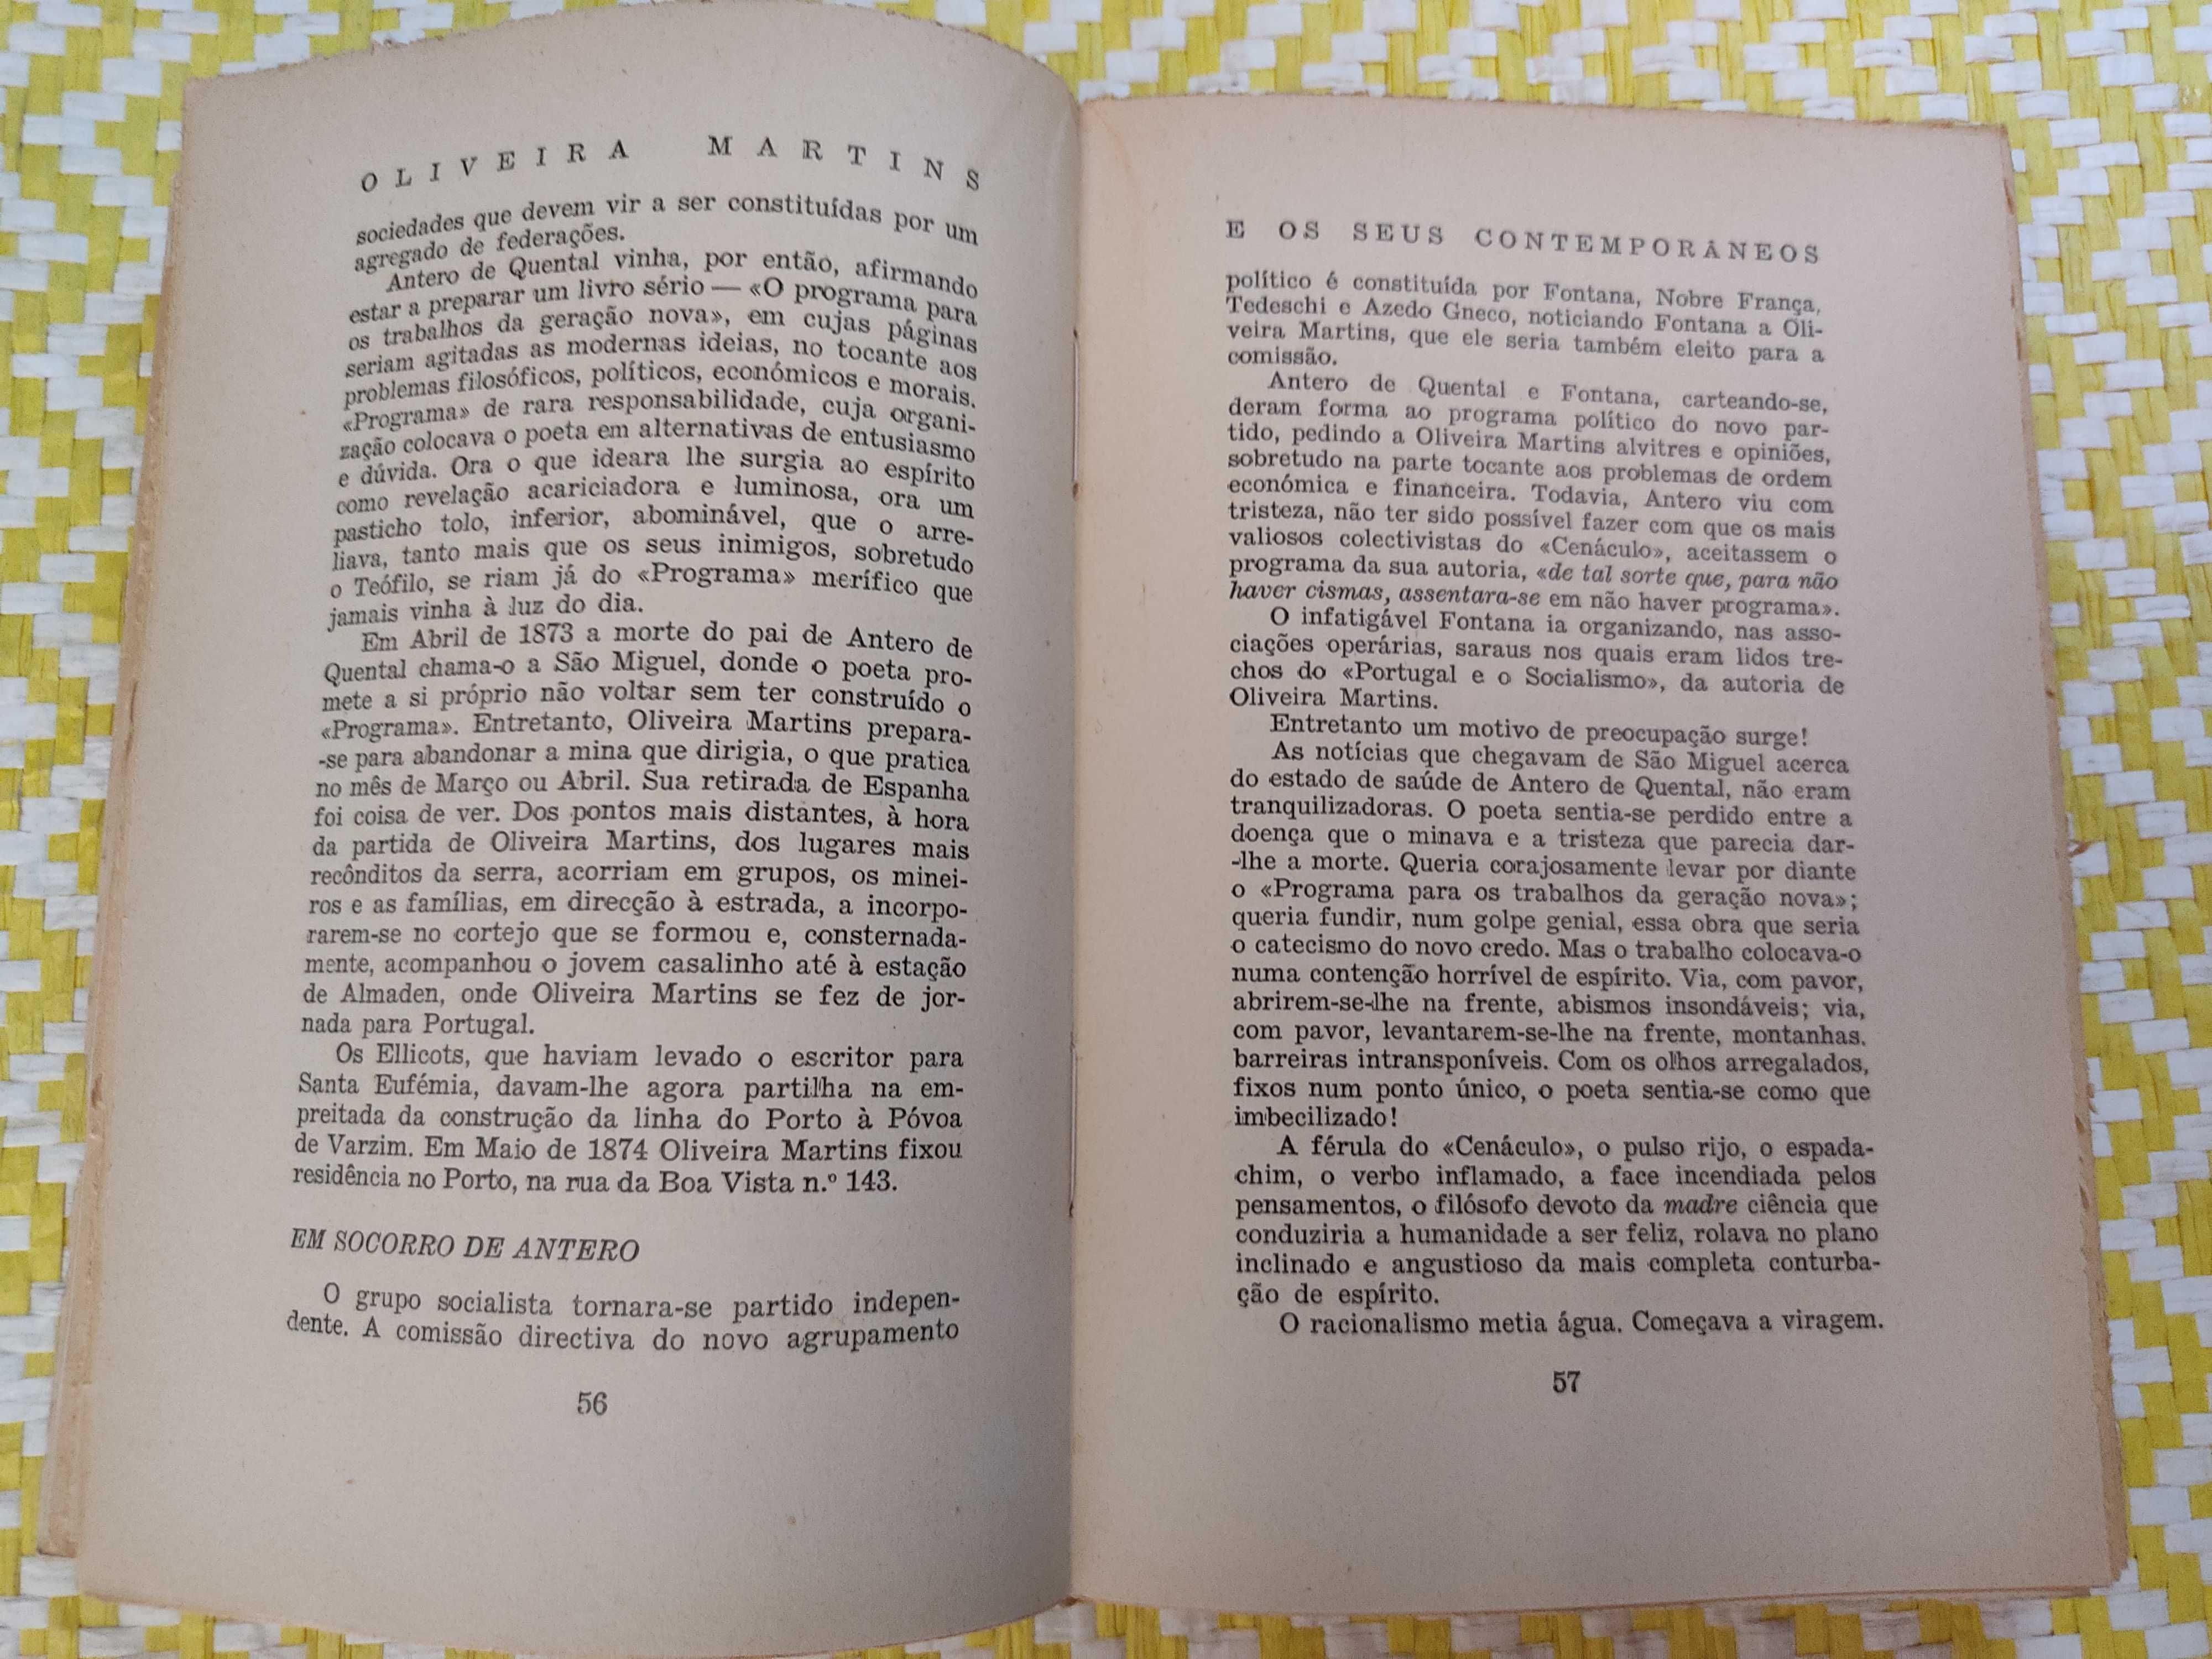 OLIVEIRA MARTINS
sociedades que devem vir a ser constituídas por um
agregado de federações.
Antero de Quental vinha, por então, afirmando
estar a preparar um livro sério — «O programa para
os trabalhos da geração nova», em cujas páginas
seriam agitadas as modernas ideias, no tocante aos
problemas filosóficos, políticos, económicos e morais.
«Programa» de rara responsabilidade, cuja organi-
zação colocava o poeta em alternativas de entusiasmo
e dúvida. Ora o que ideara lhe surgia ao espírito
como revelação acariciadora e luminosa, ora um
pasticho tolo, inferior, abominável, que o arre-
liava, tanto mais que os seus inimigos, sobretudo
o Teófilo, se riam já do «Programa» merífico que
jamais vinha à luz do dia.
Em Abril de 1873 a morte do pai de Antero de
Quental chama-o a São Miguel, donde o poeta pro-
mete a si próprio não voltar sem ter construído o
«Programa». Entretanto, Oliveira Martins prepara-
-se para abandonar a mina que dirigia, o que pratica
no mês de Março ou Abril. Sua retirada de Espanha
foi coisa de ver. Dos pontos mais distantes, à hora
da partida de Oliveira Martins, dos lugares mais
recônditos da serra, acorriam em grupos, os minei-
ros e as famílias, em direcção à estrada, a incorpo-
rarem-se no cortejo que se formou e, consternada-
mente, acompanhou o jovem casalinho até à estação
de Almaden, onde Oliveira Martins se fez de jor-
nada para Portugal.
Os Ellicots, que haviam levado o escritor para
Santa Eufémia, davam-lhe agora partilha na em-
preitada da construção da linha do Porto à Póvoa
de Varzim. Em Maio de 1874 Oliveira Martins fixou
residência no Porto, na rua da Boa Vista n.º 143.
EM SOCORRO DE ANTERO
O grupo socialista tornara-se partido indepen-
dente. A comissão directiva do novo agrupamento
56
E OS SEUS CONTEMPORÂNEOS
político é constituída por Fontana, Nobre França,
Tedeschi e Azedo Gneco, noticiando Fontana a Oli-
veira Martins, que ele seria também eleito para a
comissão.
Antero de Quental e Fontana, carteando-se,
deram forma ao programa político do novo par-
tido, pedindo a Oliveira Martins alvitres e opiniões,
sobretudo na parte tocante aos problemas de ordem
económica e financeira. Todavia, Antero viu com
tristeza, não ter sido possível fazer com que os mais
valiosos colectivistas do «Cenáculo», aceitassem o
programa da sua autoria, «de tal sorte que, para não
haver cismas, assentara-se em não haver programa».
O infatigável Fontana ia organizando, nas asso-
ciações operárias, saraus nos quais eram lidos tre-
chos do «Portugal e o Socialismo», da autoria de
Oliveira Martins.
Entretanto um motivo de preocupação surge!
As notícias que chegavam de São Miguel acerca
do estado de saúde de Antero de Quental, não eram
tranquilizadoras. O poeta sentia-se perdido entre a
doença que o minava e a tristeza que parecia dar-
-lhe a morte. Queria corajosamente levar por diante
o «Programa para os trabalhos da geração nova»;
queria fundir, num golpe genial, essa obra que seria
o catecismo do novo credo. Mas o trabalho colocava-o
numa contenção horrível de espírito. Via, com pavor,
abrirem-se-lhe na frente, abismos insondáveis; via,
com pavor, levantarem-se-lhe na frente, montanhas.
barreiras intransponíveis. Com os olhos arregalados,
fixos num ponto único, o poeta sentia-se como que
imbecilizado!
A férula do «Cenáculo», o pulso rijo, o espada-
chim, o verbo inflamado, a face incendiada pelos
pensamentos, o filósofo devoto da madre ciência que
conduziria a humanidade a ser feliz, rolava no plano
inclinado e angustioso da mais completa conturba-
ção de espírito.
O racionalismo metia água. Começava a viragem.
57